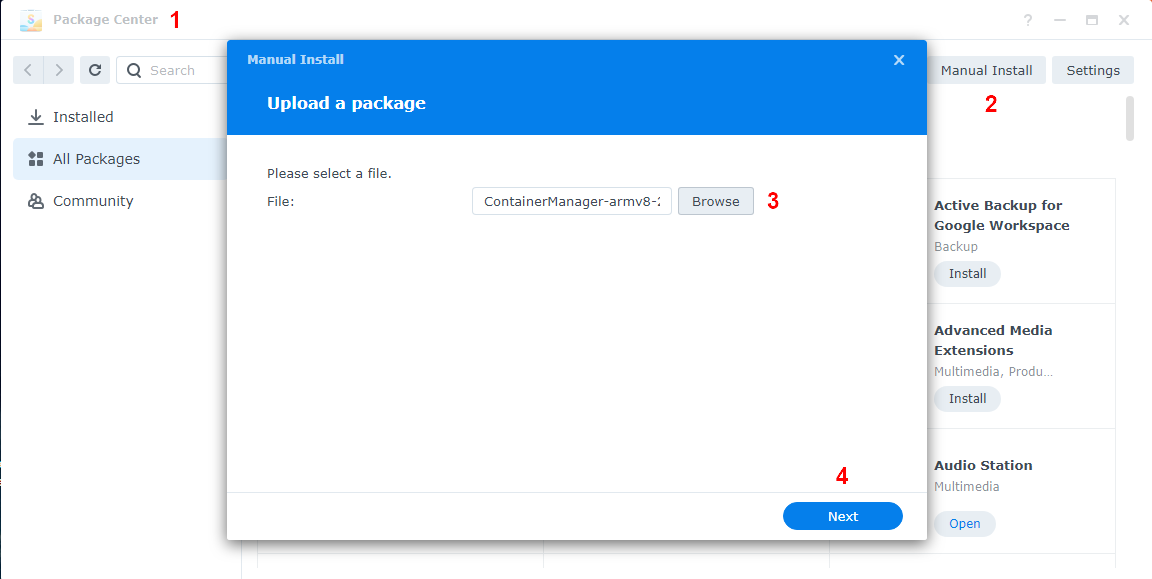 Package Center 1
?
Search
Manual Install
Settings
2
Installed
All Packages
Community
Manual Install
Upload a package
Please select a file.
File:
ContainerManager-armv8-2
Browse
3
4
Next
Active Backup for
Google Workspace
Backup
Install
Advanced Media
Extensions
Multimedia, Produ...
Install
Audio Station
Multimedia
Open